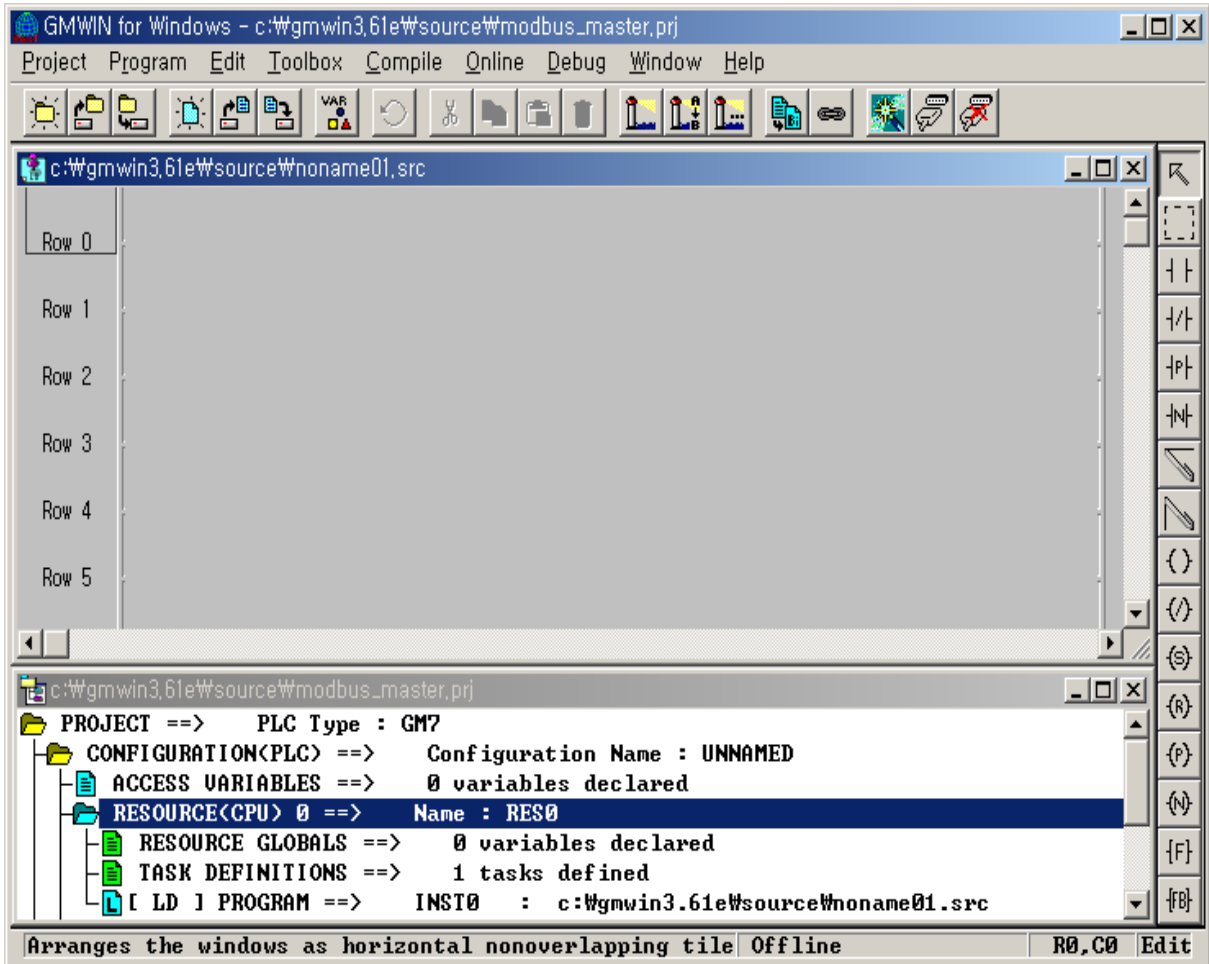 GMWIN for Windows - c:₩gmwin3,61e₩source₩modbus_master,prj
Project Program Edit Toolbox Compile Online Debug Window Help
VAR
c:₩gmwin3,61e₩source₩noname01,src
Row 0
Row 1
Row 2
Row 3
Row 4
Row 5
c:₩gmwin3,61e₩source₩modbus_master,prj
PROJECT ==> PLC Type : GM7
CONFIGURATION(PLC) ==> Configuration Name : UNNAMED
ACCESS VARIABLES ==> 0 variables declared
RESOURCE(CPU) 0 ==> Name : RES0
RESOURCE GLOBALS ==> 0 variables declared
TASK DEFINITIONS ==> 1 tasks defined
[ LD ] PROGRAM ==> INST0 : c:₩gmwin3.61e₩source₩noname01.src
P
N
(/)
(S)
(R)
(P)
(N)
{F}
{FB}
Arranges the windows as horizontal nonoverlapping tile Offline R0,C0 Edit